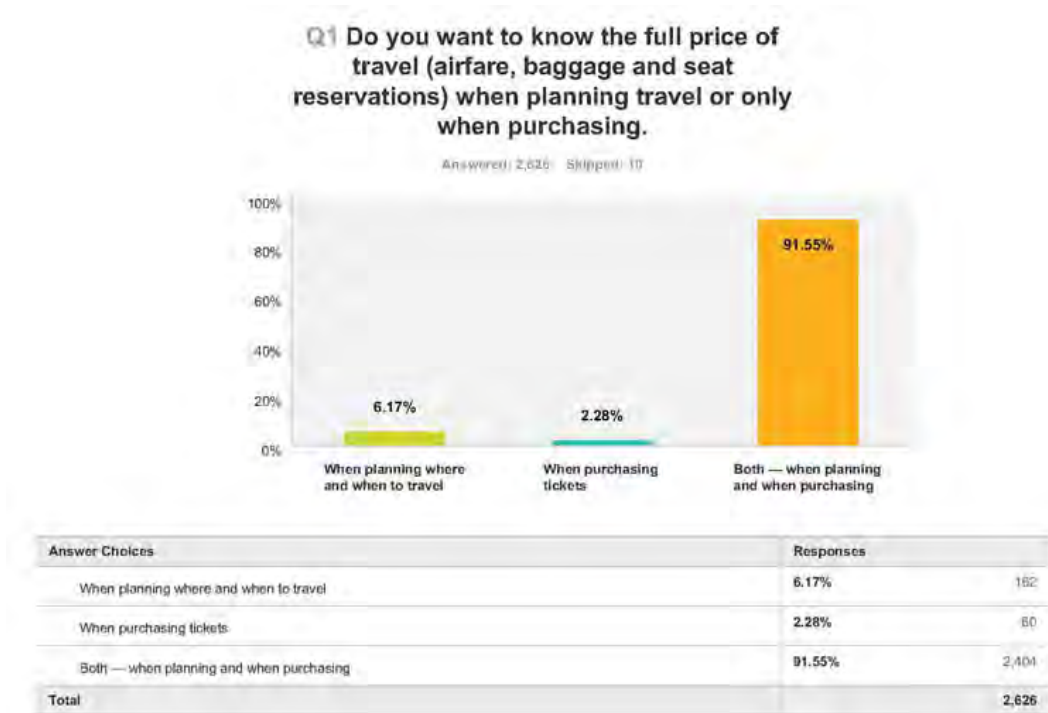 Q1 Do you want to know the full price of
travel (airfare, baggage and seat
reservations) when planning travel or only
when purchasing.
Answered: 2,626 Skipped: 10
100%
80%
60%
40%
20%
0%
6.17%
2.28%
91.55%
When planning where
and when to travel
When purchasing
tickets
Both — when planning
and when purchasing
Answer Choices Responses
When planning where and when to travel 6.17% 162
When purchasing tickets 2.28% 60
Both — when planning and when purchasing 91.55% 2,404
Total 2,626